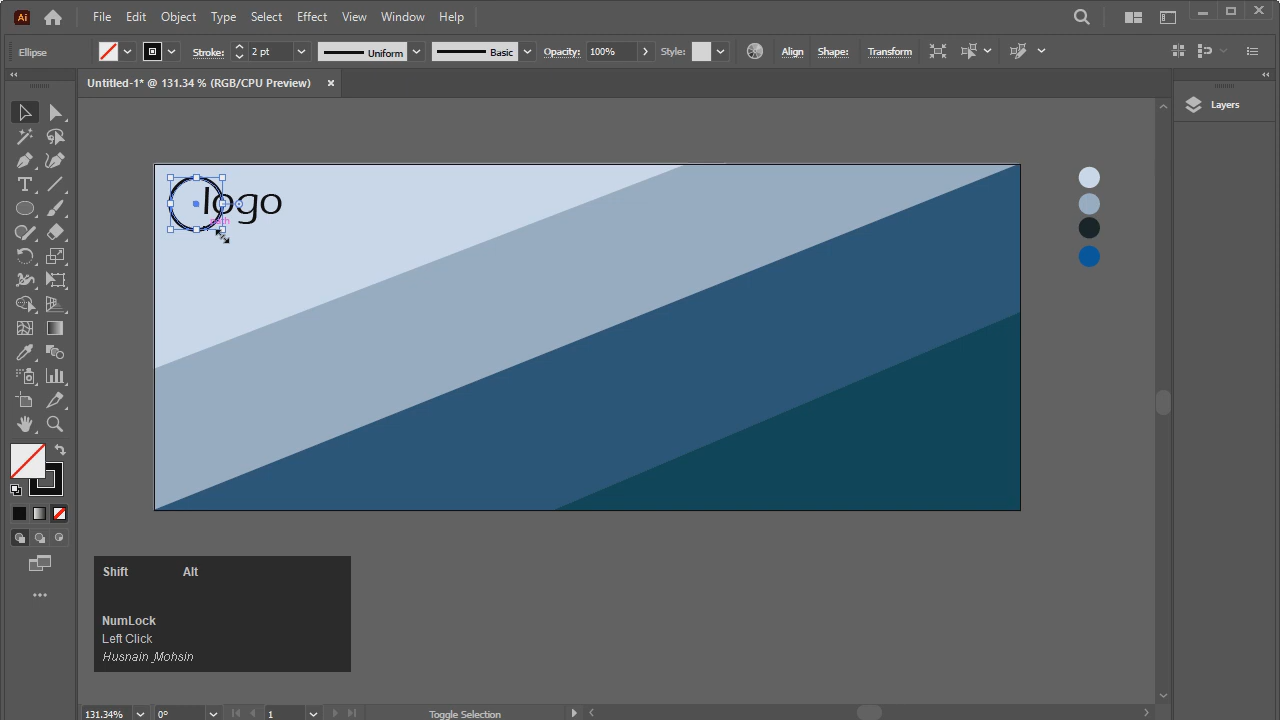 Ai File Edit Object Type Select Effect View Window Help
Ellipse Stroke: 2 pt Uniform Basic Opacity: 100% Style: Align Shape: Transform
Untitled-1* @ 131.34 % (RGB/CPU Preview)
Layers
logo
path
Shift Alt
NumLock
Left Click
Husnain Mohsin
131.34% 0° 1 Toggle Selection